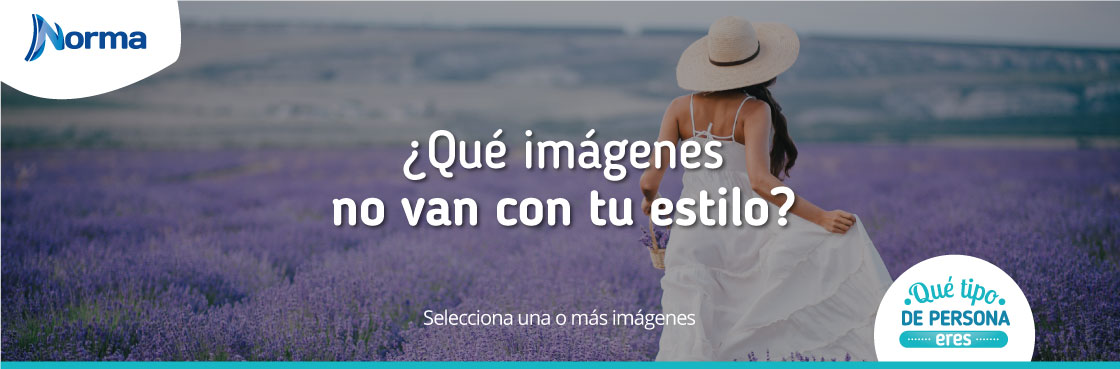 Norma
¿Qué imágenes
no van con tu estilo?
Selecciona una o más imágenes
Qué tipo
DE PERSONA
eres